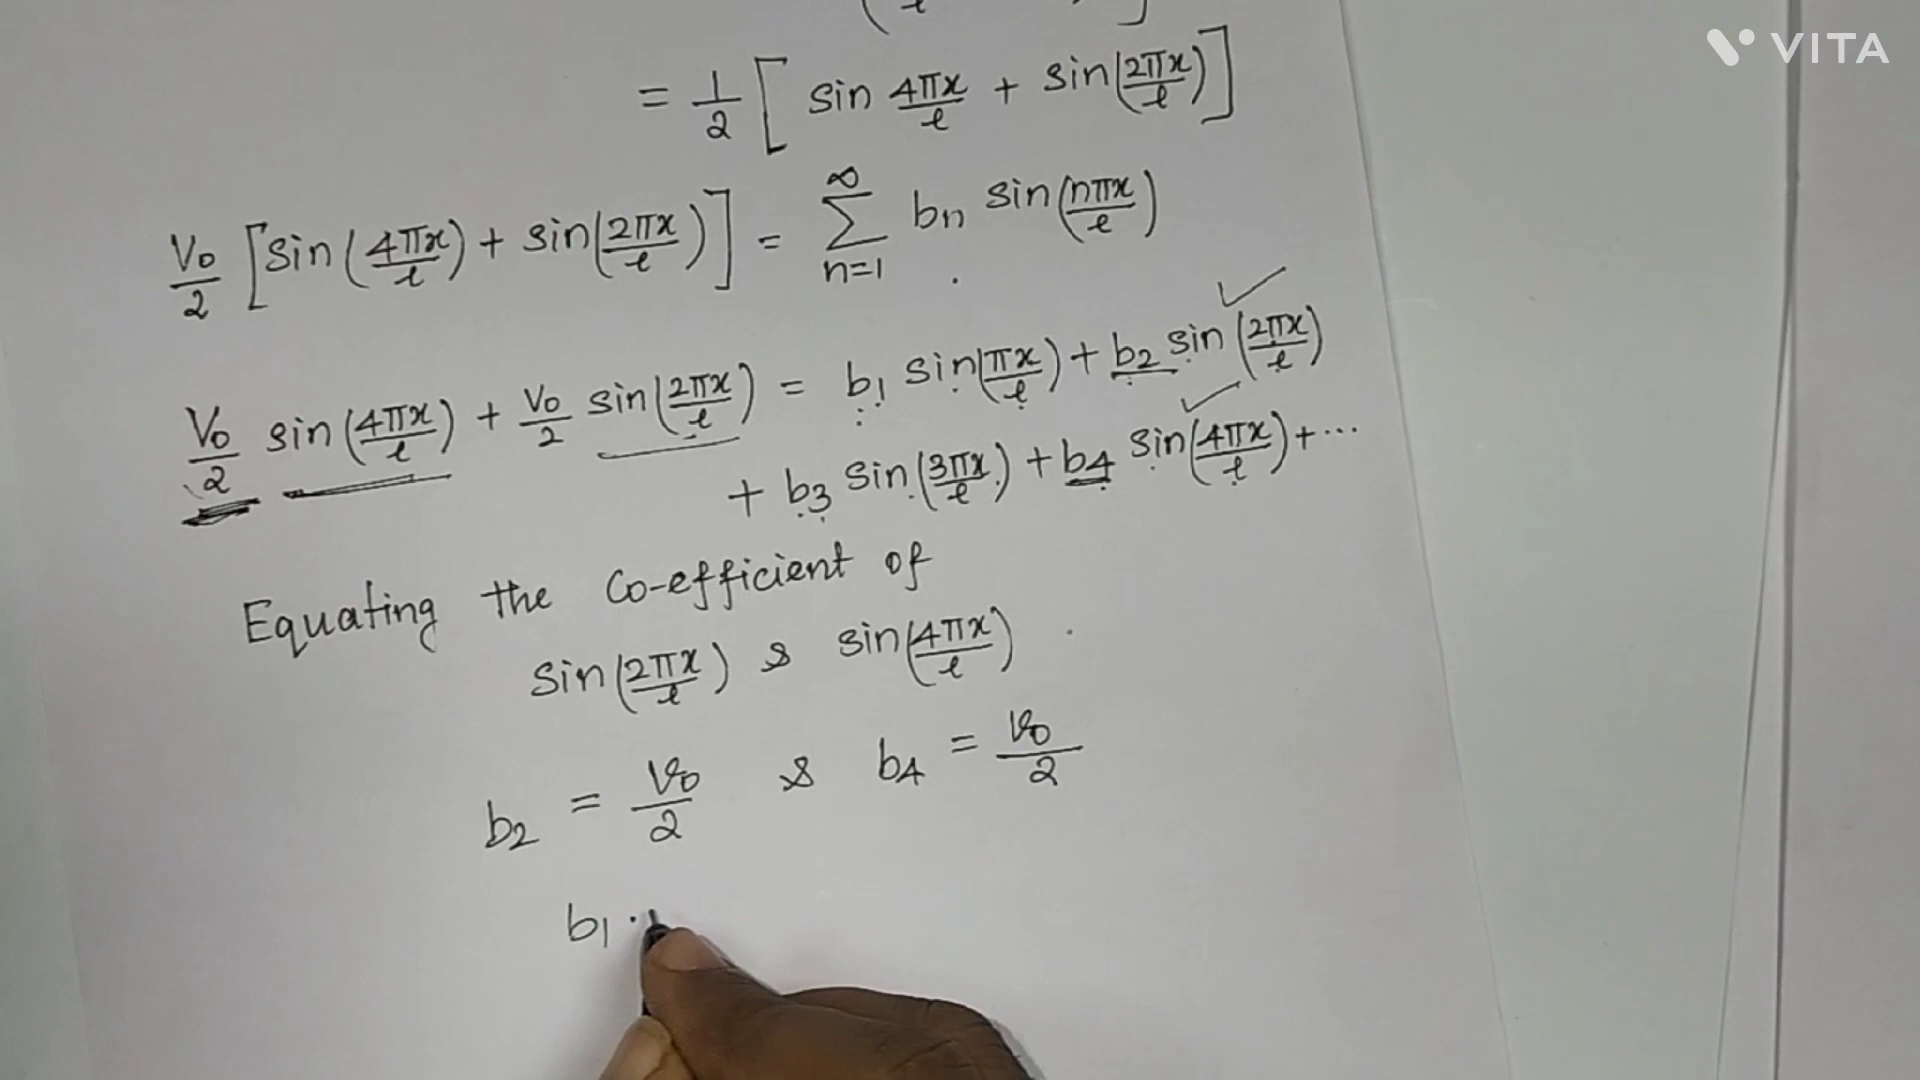 VITA
= 1/2 [ sin 4πx/l + sin(2πx/l) ]
V0/2 [sin(4πx/l) + sin(2πx/l)] = ∞∑n=1 bn sin(nπx/l)
V0/2 sin(4πx/l) + V0/2 sin(2πx/l) = b1 sin(πx/l) + b2 sin(2πx/l)
+ b3 sin(3πx/l) + b4 sin(4πx/l) + ...
Equating the Co-efficient of
sin(2πx/l) & sin(4πx/l)
b2 = V0/2 & b4 = V0/2
b1